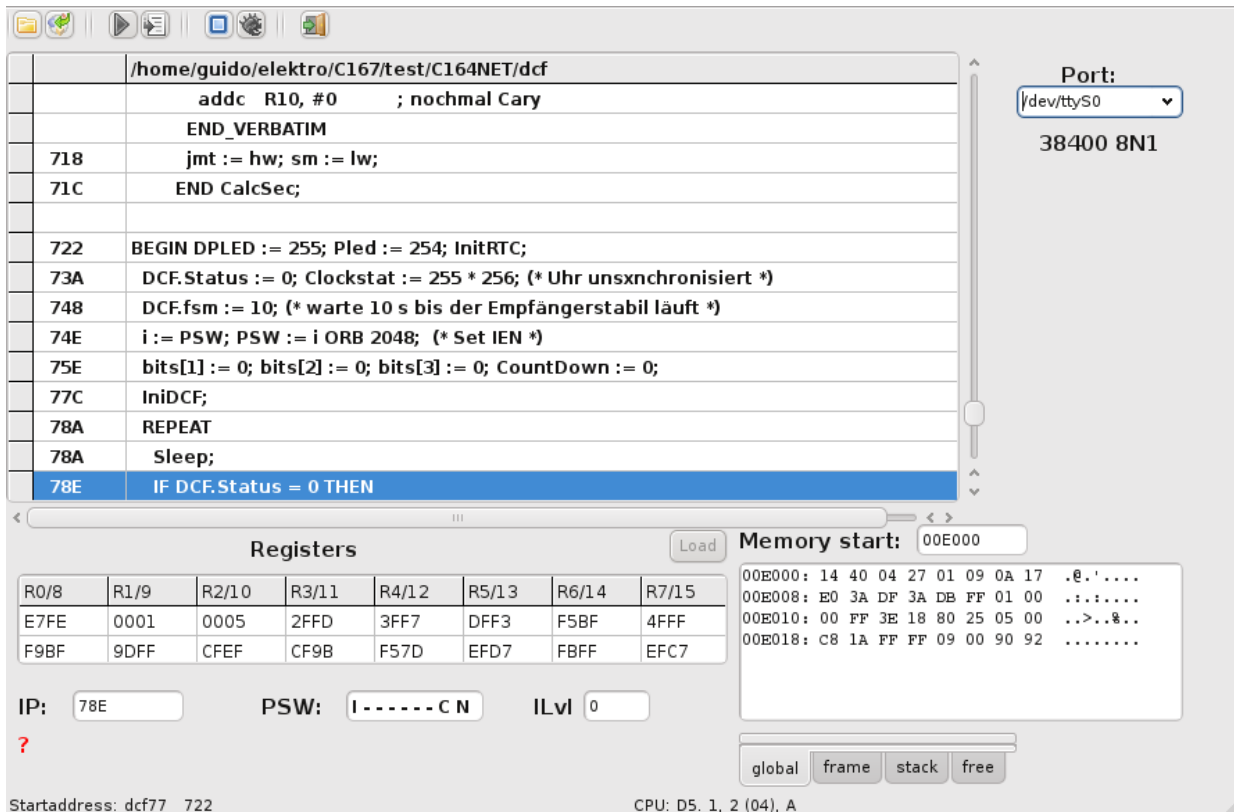 /home/guido/elektro/C167/test/C164NET/dcf
addc R10, #0 ; nochmal Cary
END_VERBATIM
718 jmt := hw; sm := lw;
71C END CalcSec;
722 BEGIN DPLED := 255; Pled := 254; InitRTC;
73A DCF.Status := 0; Clockstat := 255 * 256; (* Uhr unsxnchronisiert *)
748 DCF.fsm := 10; (* warte 10 s bis der Empfängerstabil läuft *)
74E i := PSW; PSW := i ORB 2048; (* Set IEN *)
75E bits[1] := 0; bits[2] := 0; bits[3] := 0; CountDown := 0;
77C IniDCF;
78A REPEAT
78A Sleep;
78E IF DCF.Status = 0 THEN
Port:
/dev/ttyS0
38400 8N1
Registers
Load
R0/8 R1/9 R2/10 R3/11 R4/12 R5/13 R6/14 R7/15
E7FE 0001 0005 2FFD 3FF7 DFF3 F5BF 4FFF
F9BF 9DFF CFEF CF9B F57D EFD7 FBFF EFC7
IP: 78E PSW: I - - - - - - C N ILvl 0
?
Memory start: 00E000
00E000: 14 40 04 27 01 09 0A 17 .@.'....
00E008: E0 3A DF 3A DB FF 01 00 .:.:....
00E010: 00 FF 3E 18 80 25 05 00 ..>..%..
00E018: C8 1A FF FF 09 00 90 92 ........
global frame stack free
Startaddress: dcf77 722
CPU: D5. 1, 2 (04), A